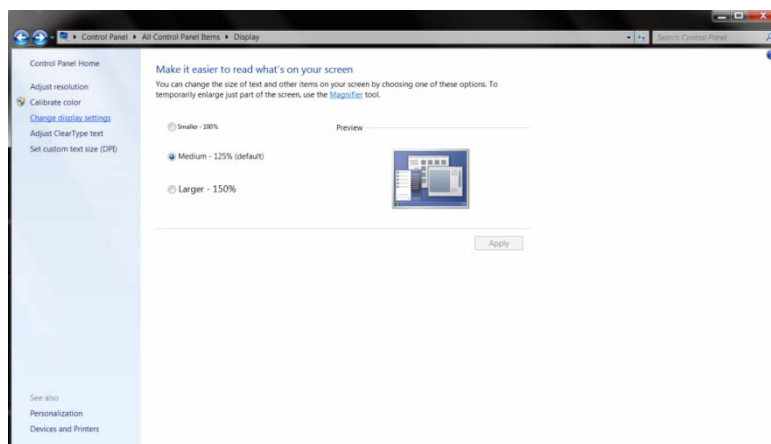 Control Panel ▸ All Control Panel Items ▸ Display
Search Control Panel
Control Panel Home
Adjust resolution
Calibrate color
Change display settings
Adjust ClearType text
Set custom text size (DPI)
See also
Personalization
Devices and Printers
Make it easier to read what's on your screen
You can change the size of text and other items on your screen by choosing one of these options. To
temporarily enlarge just part of the screen, use the Magnifier tool.
Smaller - 100%
Medium - 125% (default)
Larger - 150%
Preview
Apply